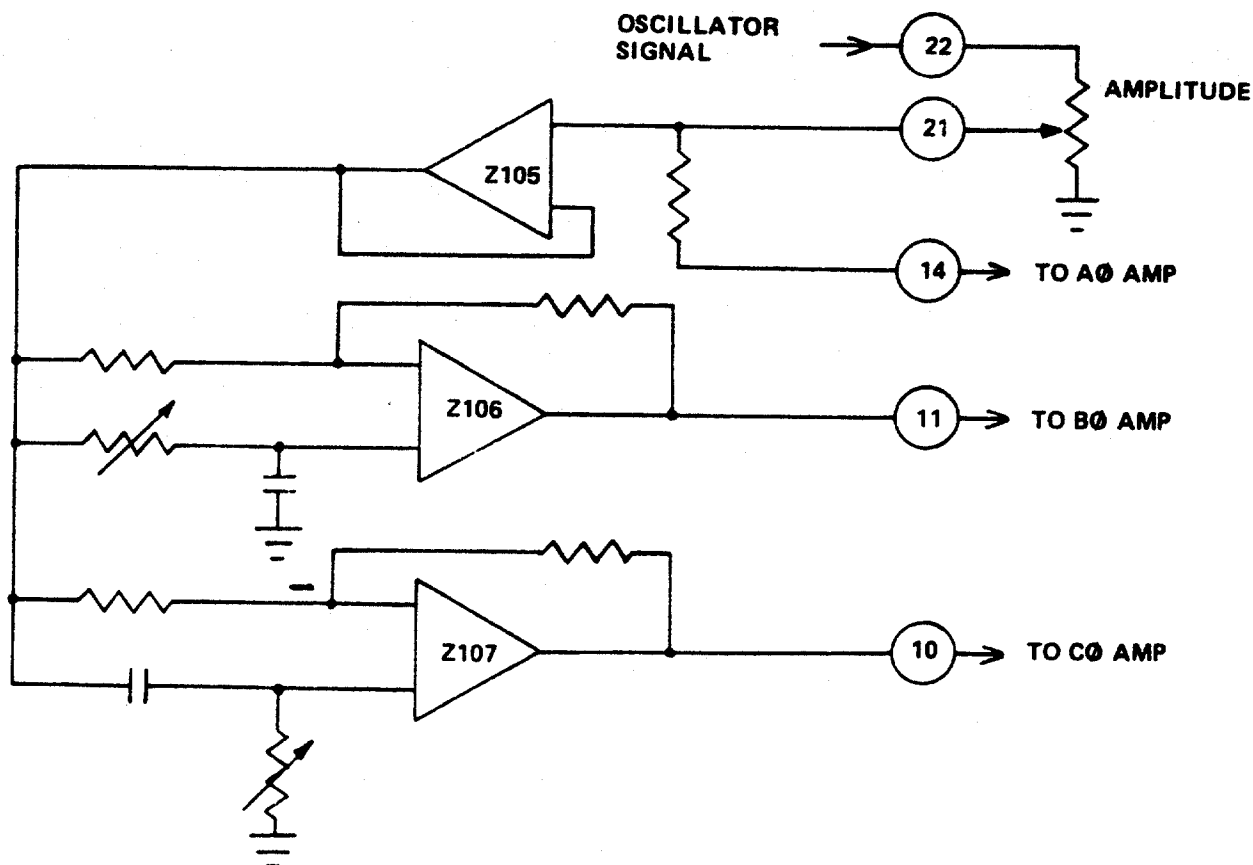 OSCILLATOR
SIGNAL
22
AMPLITUDE
21
Z105
14
TO AØ AMP
Z106
11
TO BØ AMP
Z107
10
TO CØ AMP